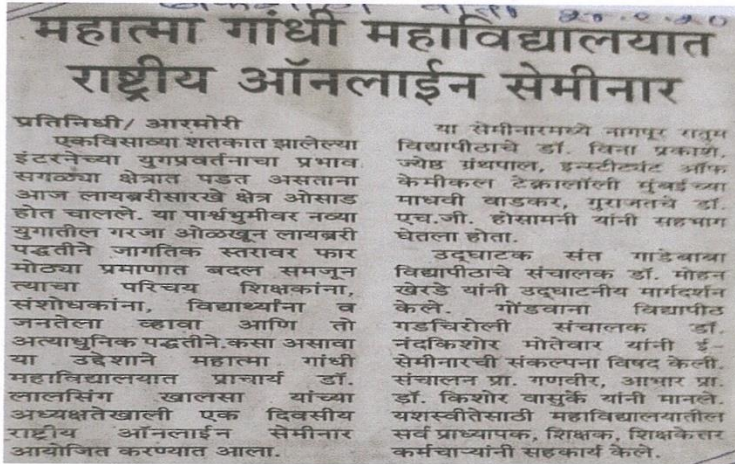 महात्मा गांधी महाविद्यालयात
राष्ट्रीय ऑनलाईन सेमीनार
प्रतिनिधी/ आरमोरी
एकविसाव्या शतकात झालेल्या
इंटरनेच्या युगप्रवर्तनाचा प्रभाव
सगळ्या क्षेत्रात पडत असताना
आज लायब्ररीसारखे क्षेत्र ओसाड
होत चालले. या पार्श्वभूमीवर नव्या
युगातील गरजा ओळखून लायब्ररी
पद्धतीने जागतिक स्तरावर फार
मोठ्या प्रमाणात बदल समजुन
त्याचा परिचय शिक्षकांना,
संशोधकांना, विद्यार्थ्यांना व
जनतेला व्हावा आणि तो
अत्याधुनिक पद्धतीने.कसा असावा
या उद्देशाने महात्मा गांधी
महाविद्यालयात प्राचार्य डॉ.
लालसिंग खालसा यांच्या
अध्यक्षतेखाली एक दिवसीय
राष्ट्रीय ऑनलाईन सेमीनार
आयोजित करण्यात आला.
या सेमीनारमध्ये नागपूर रातुम
विद्यापीठाचे डॉ. विना प्रकाश,
ज्येष्ठ ग्रंथपाल, इन्स्टीट्यंट ऑफ
केमीकल टेक्नालॉली मुंबईच्या
माधवी वाडकर, गुराजतचे डॉ.
एच.जी. होसामनी यांनी सहभाग
घेतला होता.
उद्घाटक संत गाडेबाबा
विद्यापीठाचे संचालक डॉ. मोहन
खेरडे यांनी उद्घाटनीय मार्गदर्शन
केले. गोंडवाना विद्यापीठ
गडचिरोली संचालक डॉ.
नंदकिशोर मोतेवार यांनी ई-
सेमीनारची संकल्पना विषद केली.
संचालन प्रा. गणवीर, आभार प्रा.
डॉ. किशोर वासुर्के यांनी मानले.
यशस्वीतेसाठी महाविद्यालयातील
सर्व प्राध्यापक, शिक्षक, शिक्षकेत्तर
कर्मचाऱ्यांनी सहकार्य केले.